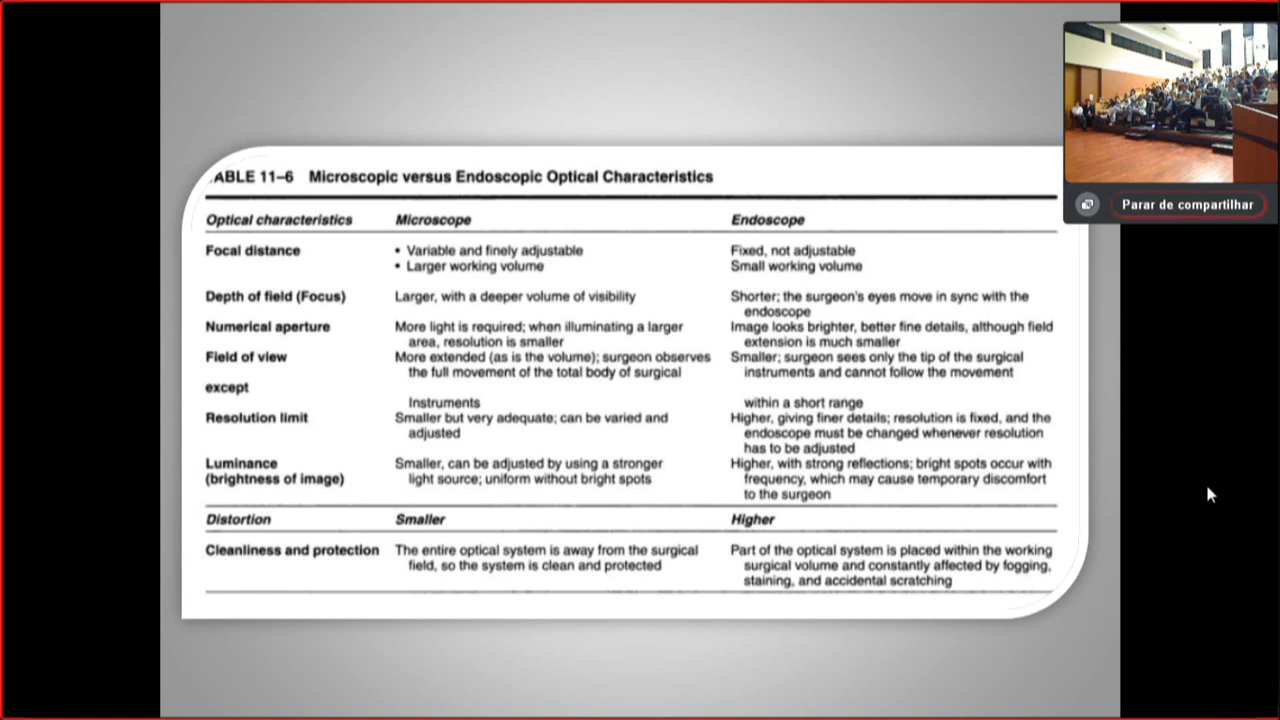 ABLE 11–6 Microscopic versus Endoscopic Optical Characteristics
Optical characteristics Microscope Endoscope
Focal distance • Variable and finely adjustable Fixed, not adjustable
• Larger working volume Small working volume
Depth of field (Focus) Larger, with a deeper volume of visibility Shorter; the surgeon's eyes move in sync with the
endoscope
Numerical aperture More light is required; when illuminating a larger Image looks brighter, better fine details, although field
area, resolution is smaller extension is much smaller
Field of view More extended (as is the volume); surgeon observes Smaller; surgeon sees only the tip of the surgical
the full movement of the total body of surgical instruments and cannot follow the movement
except
Instruments within a short range
Resolution limit Smaller but very adequate; can be varied and Higher, giving finer details; resolution is fixed, and the
adjusted endoscope must be changed whenever resolution
has to be adjusted
Luminance Smaller, can be adjusted by using a stronger Higher, with strong reflections; bright spots occur with
(brightness of image) light source; uniform without bright spots frequency, which may cause temporary discomfort
to the surgeon
Distortion Smaller Higher
Cleanliness and protection The entire optical system is away from the surgical Part of the optical system is placed within the working
field, so the system is clean and protected surgical volume and constantly affected by fogging,
staining, and accidental scratching
Parar de compartilhar